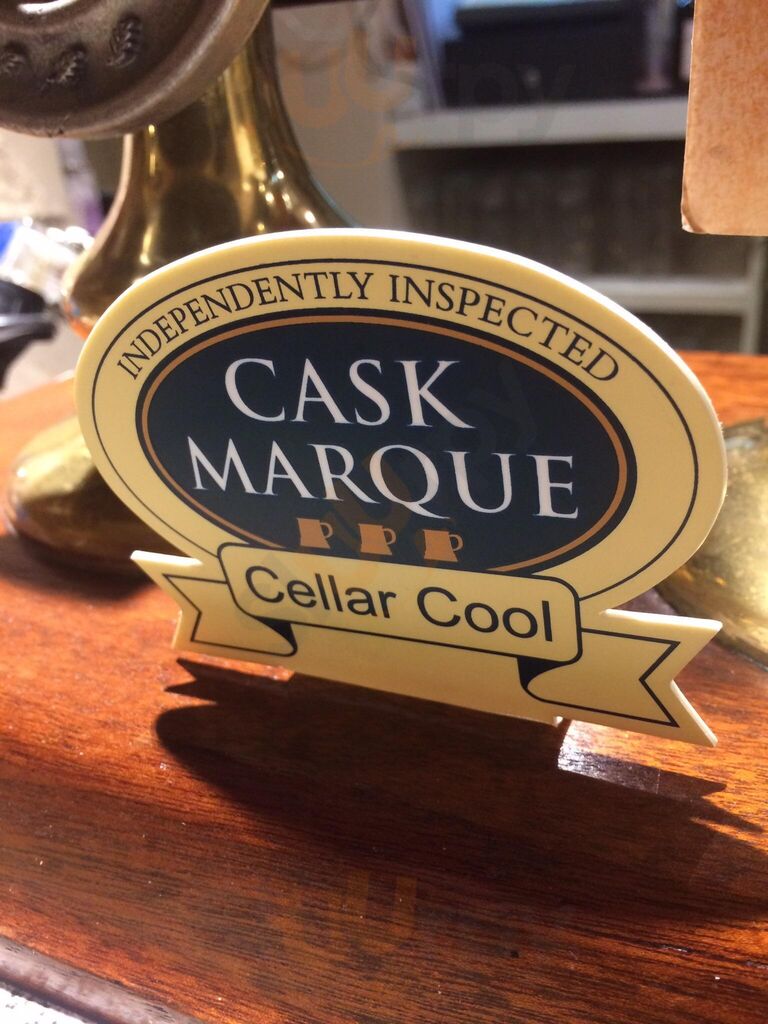 INDEPENDENTLY INSPECTED
CASK
MARQUE
Cellar Cool